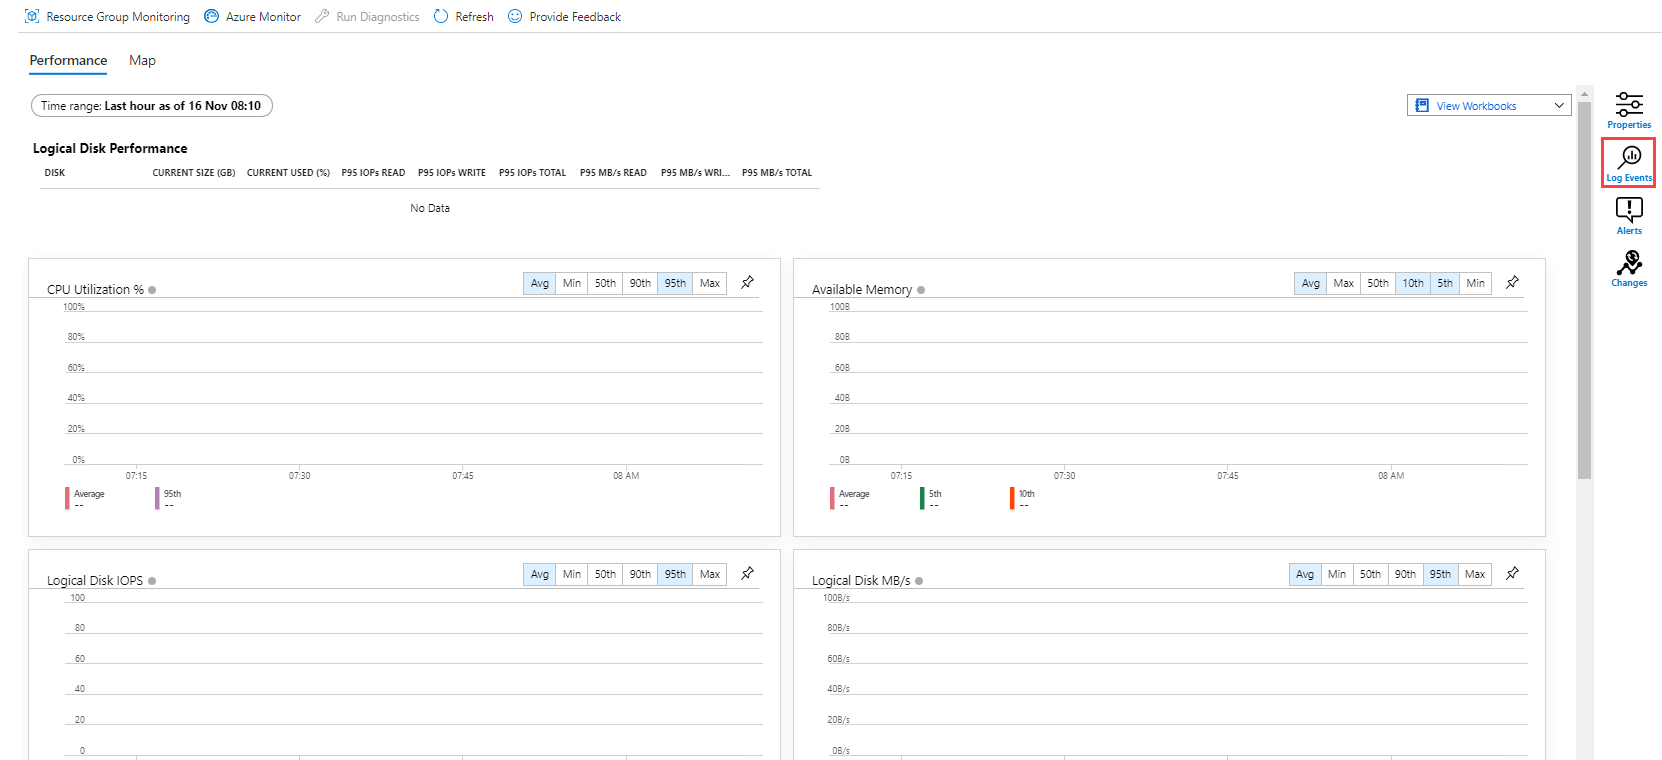 Resource Group Monitoring Azure Monitor Run Diagnostics Refresh Provide Feedback
Performance Map
Time range: Last hour as of 16 Nov 08:10
View Workbooks
Properties
Log Events
Alerts
Changes
Logical Disk Performance
DISK CURRENT SIZE (GB) CURRENT USED (%) P95 IOPs READ P95 IOPs WRITE P95 IOPs TOTAL P95 MB/s READ P95 MB/s WRI... P95 MB/s TOTAL
No Data
CPU Utilization %
Avg Min 50th 90th 95th Max
100%
80%
60%
40%
20%
0%
07:15 07:30 07:45 08 AM
Average 95th
-- --
Available Memory
Avg Max 50th 10th 5th Min
100B
80B
60B
40B
20B
0B
07:15 07:30 07:45 08 AM
Average 5th 10th
-- -- --
Logical Disk IOPS
Avg Min 50th 90th 95th Max
100
80
60
40
20
0
Logical Disk MB/s
Avg Min 50th 90th 95th Max
100B/s
80B/s
60B/s
40B/s
20B/s
0B/s